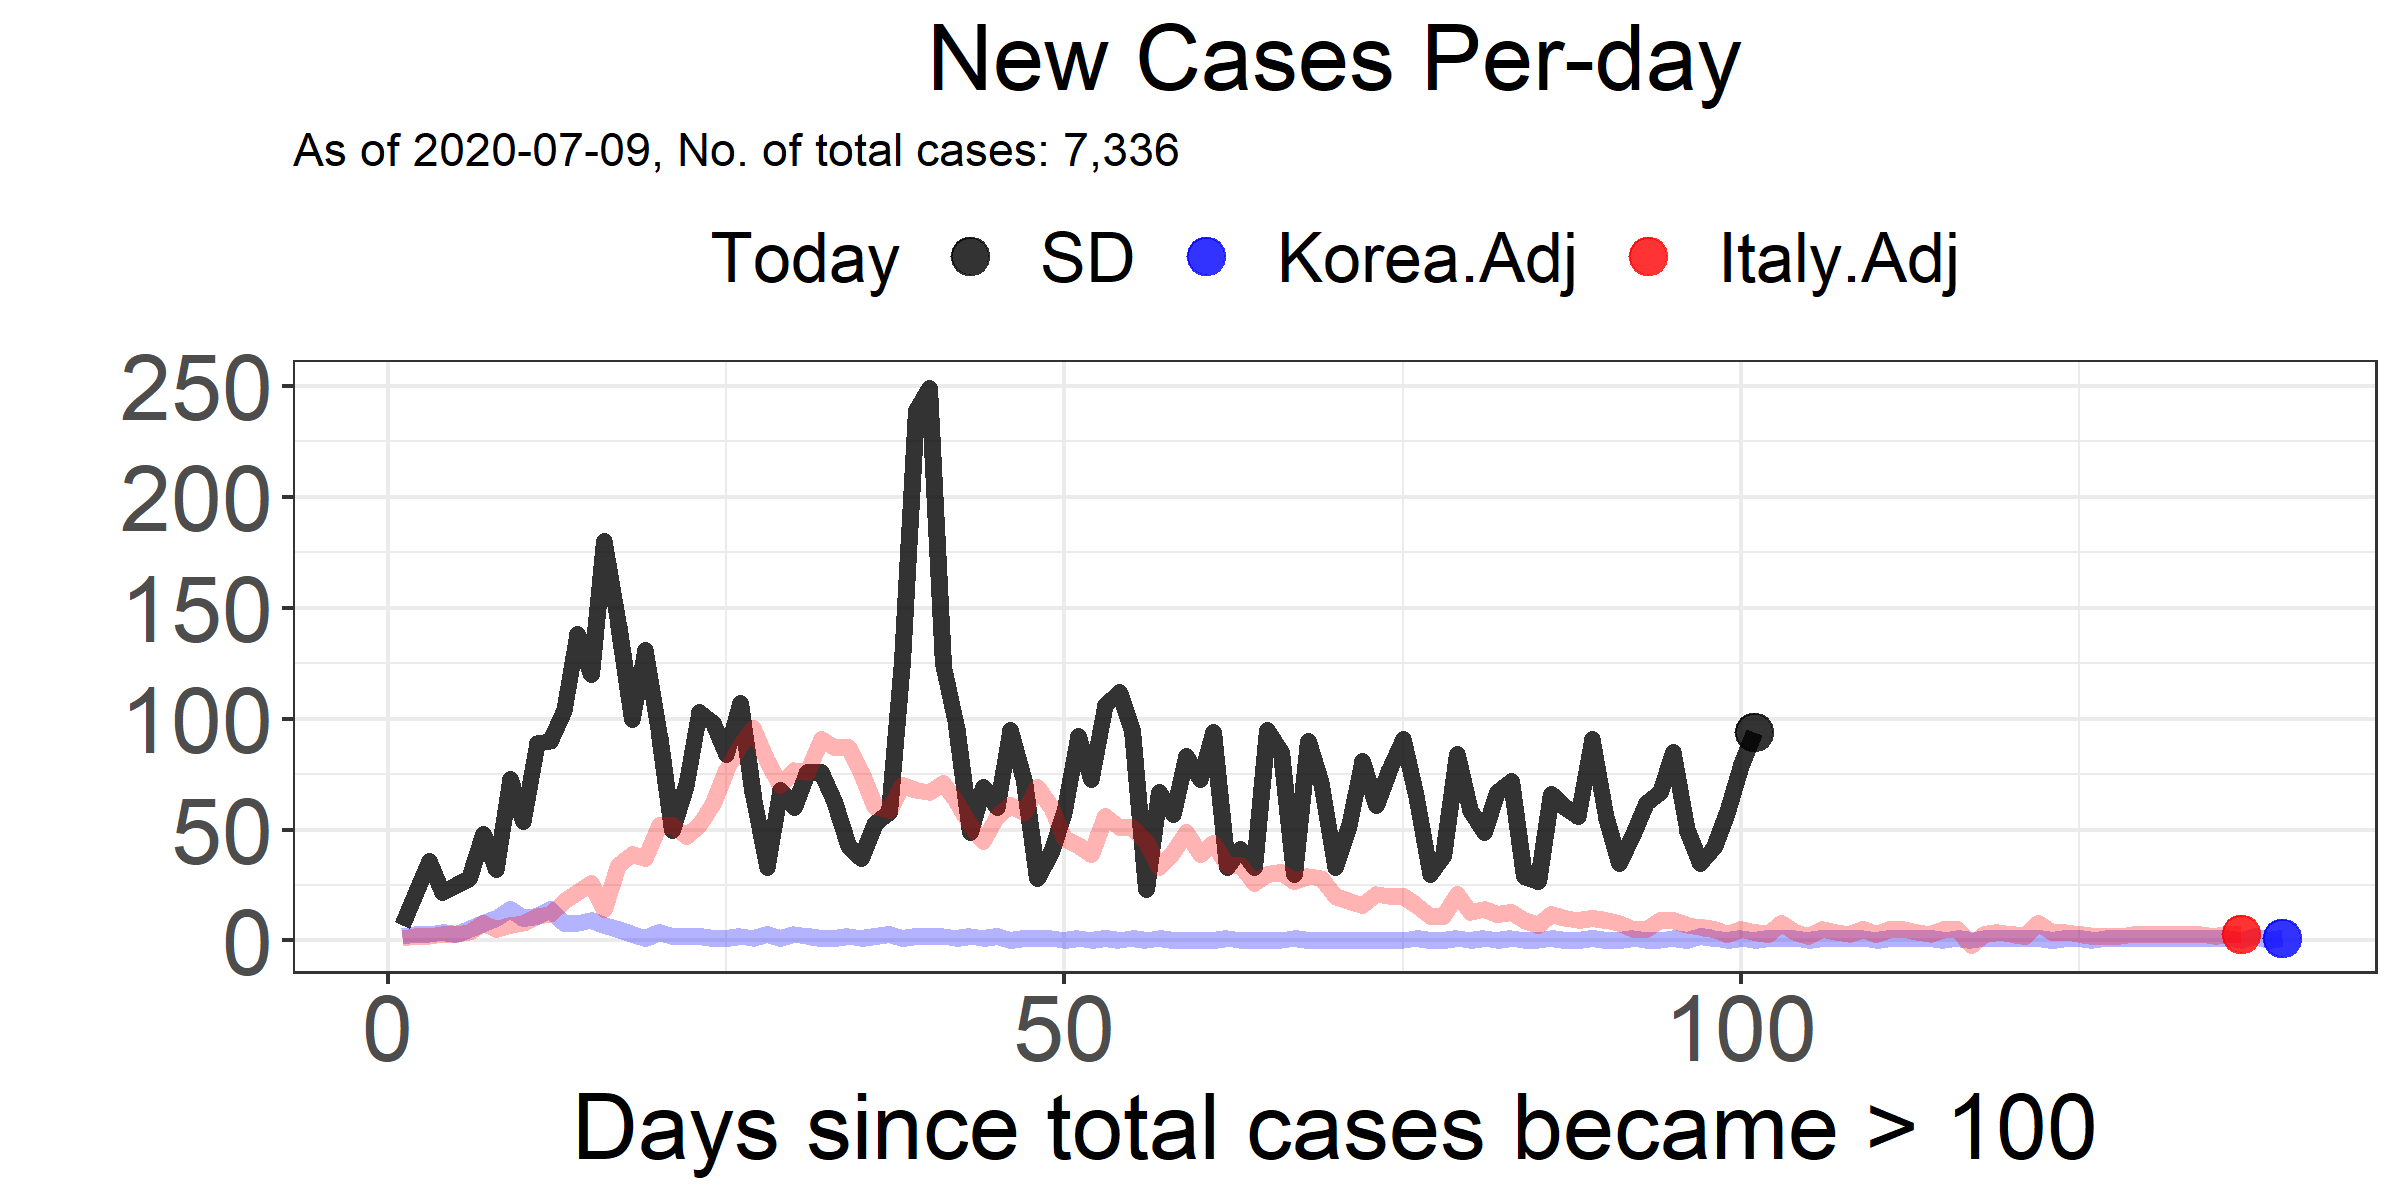 New Cases Per-day
As of 2020-07-09, No. of total cases: 7,336
Today SD Korea.Adj Italy.Adj
250
200
150
100
50
0
0 50 100
Days since total cases became > 100